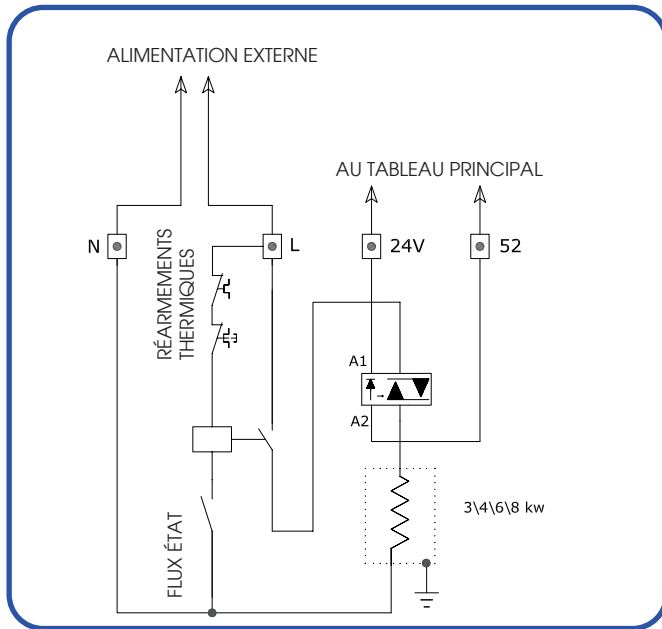 ALIMENTATION EXTERNE
AU TABLEAU PRINCIPAL
N
RÉARMEMENTS
THERMIQUES
L
24V
52
A1
A2
FLUX ÉTAT
3\4\6\8 kw